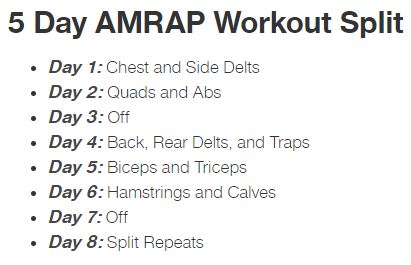 5 Day AMRAP Workout Split
• Day 1: Chest and Side Delts
• Day 2: Quads and Abs
• Day 3: Off
• Day 4: Back, Rear Delts, and Traps
• Day 5: Biceps and Triceps
• Day 6: Hamstrings and Calves
• Day 7: Off
• Day 8: Split Repeats